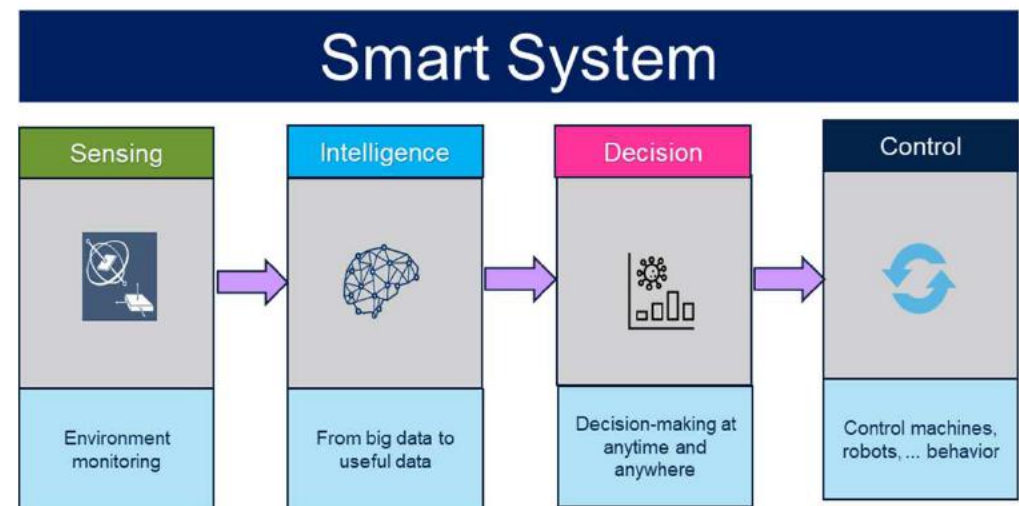 Smart System
Sensing
Intelligence
Decision
Control
Environment
monitoring
From big data to
useful data
Decision-making at
anytime and
anywhere
Control machines,
robots, ... behavior